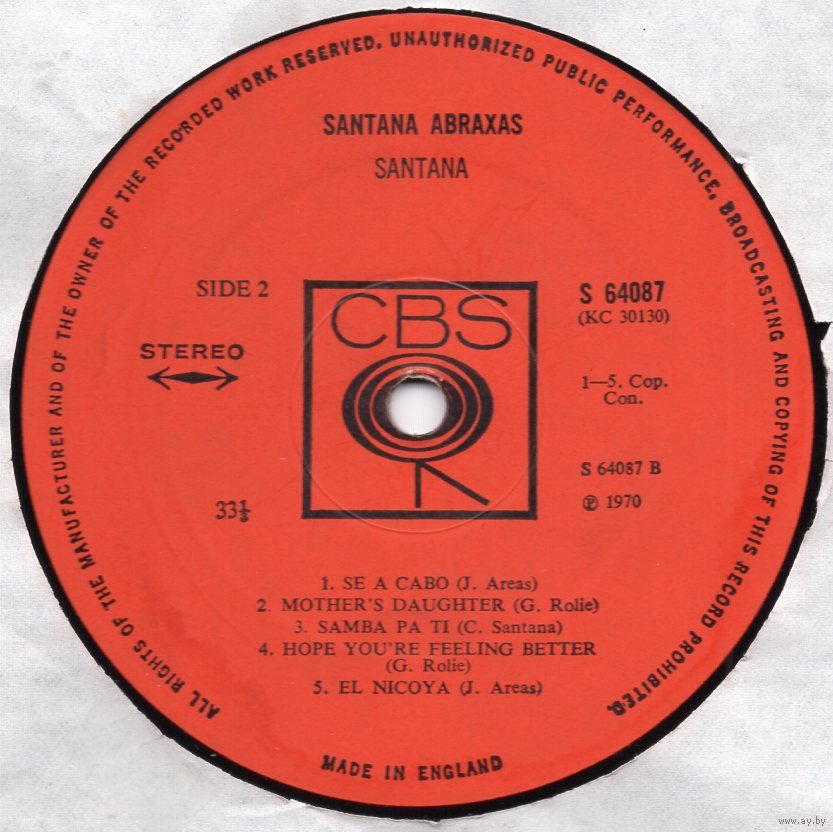 ALL RIGHTS OF THE MANUFACTURER AND OF THE OWNER OF THE RECORDED WORK RESERVED. UNAUTHORIZED PUBLIC PERFORMANCE, BROADCASTING AND COPYING OF THIS RECORD PROHIBITED.
SANTANA ABRAXAS
SANTANA
SIDE 2
STEREO
33⅓
CBS
S 64087
(KC 30130)
1—5. Cop.
Con.
S 64087 B
℗ 1970
1. SE A CABO (J. Areas)
2. MOTHER'S DAUGHTER (G. Rolie)
3. SAMBA PA TI (C. Santana)
4. HOPE YOU'RE FEELING BETTER
(G. Rolie)
5. EL NICOYA (J. Areas)
MADE IN ENGLAND
www.ay.by